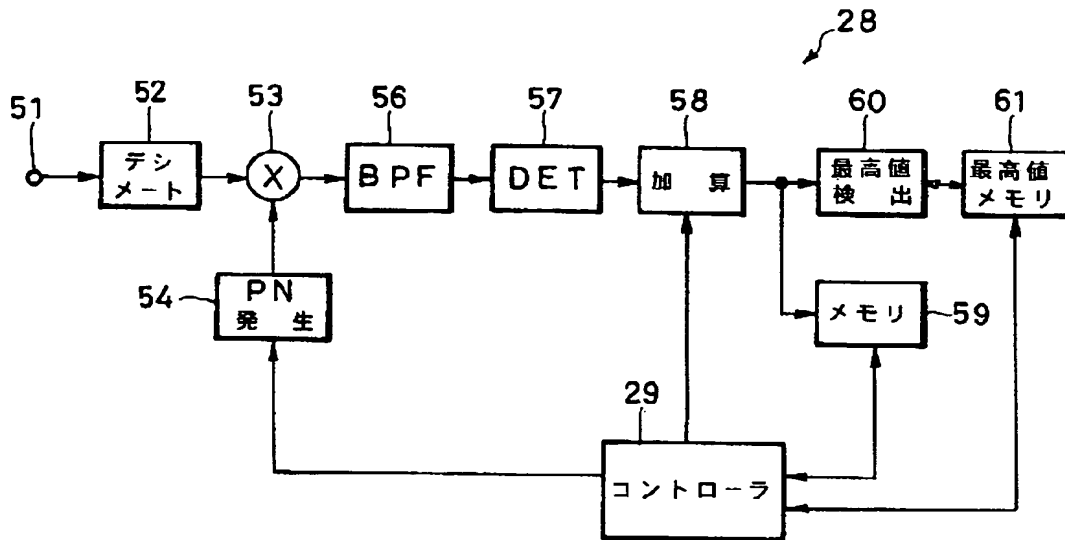 28
51
52
53
56
57
58
60
61
デシ
メート
X
BPF
DET
加算
最高値
検出
最高値
メモリ
54
PN
発生
メモリ
59
29
コントローラ